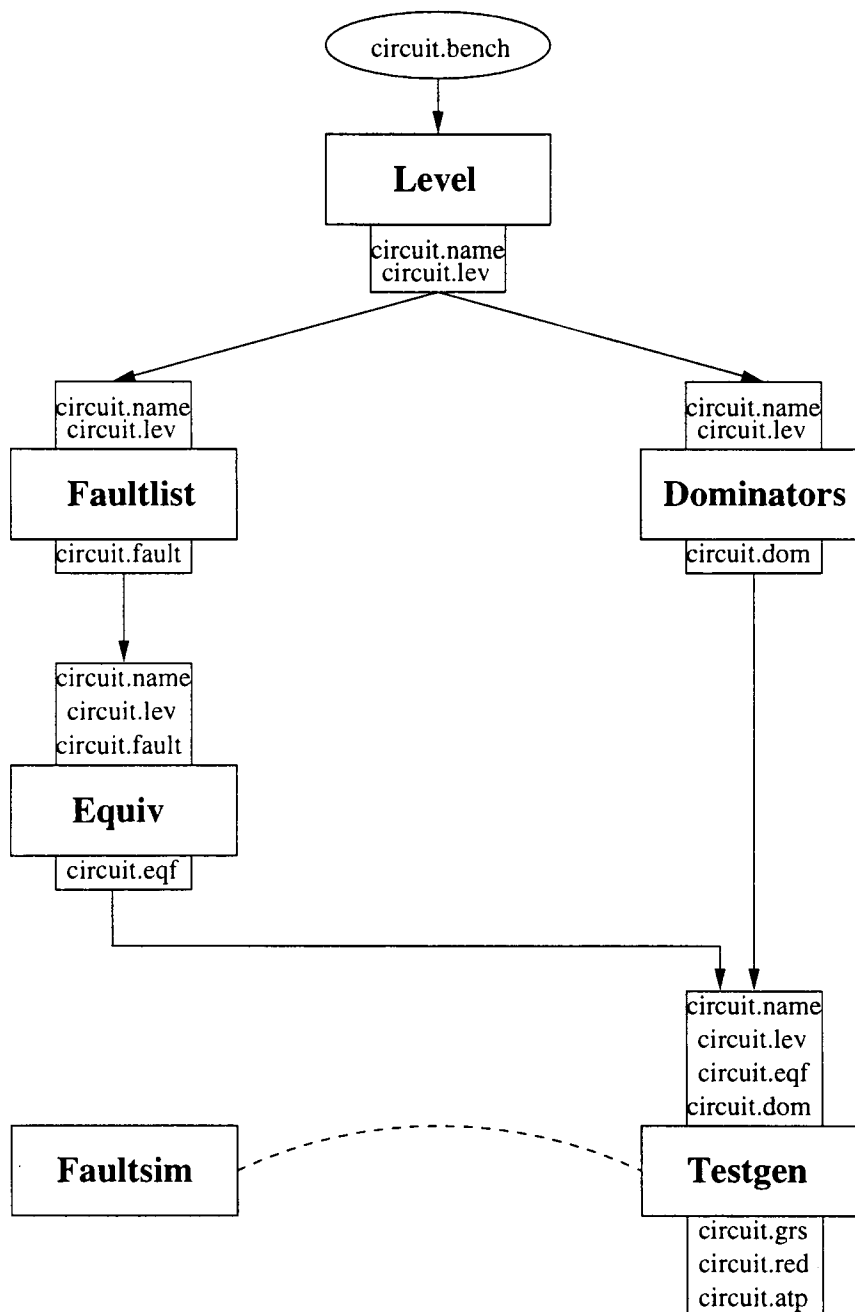 circuit.bench
Level
circuit.name
circuit.lev
circuit.name
circuit.lev
Faultlist
circuit.fault
circuit.name
circuit.lev
Dominators
circuit.dom
circuit.name
circuit.lev
circuit.fault
Equiv
circuit.eqf
circuit.name
circuit.lev
circuit.eqf
circuit.dom
Faultsim
Testgen
circuit.grs
circuit.red
circuit.atp